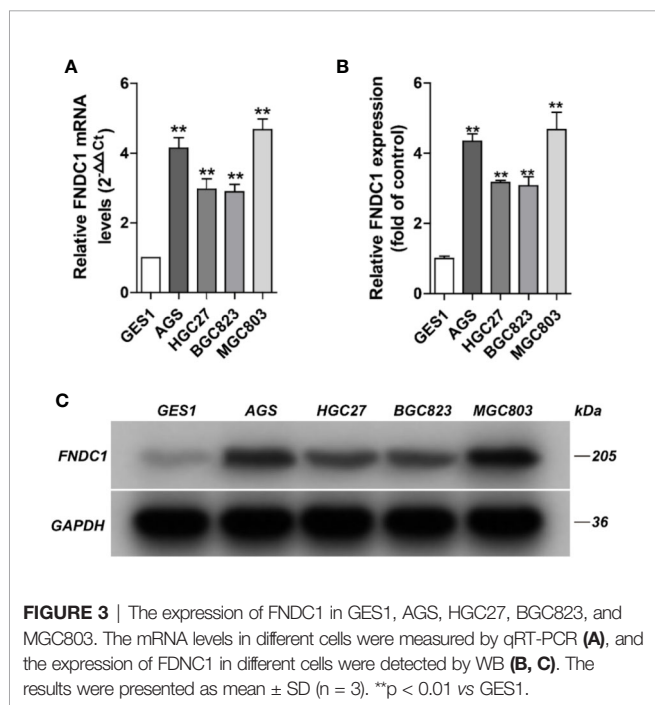 A
Relative FNDC1 mRNA
levels (2-ΔΔCt)
6
4
2
0
**
**
**
**
GES1
AGS
HGC27
BGC823
MGC803
B
Relative FNDC1 expression
(fold of control)
6
4
2
0
**
**
**
**
GES1
AGS
HGC27
BGC823
MGC803
C
GES1 AGS HGC27 BGC823 MGC803 kDa
FNDC1 —205
GAPDH —36
FIGURE 3 | The expression of FNDC1 in GES1, AGS, HGC27, BGC823, and
MGC803. The mRNA levels in different cells were measured by qRT-PCR (A), and
the expression of FDNC1 in different cells were detected by WB (B, C). The
results were presented as mean ± SD (n = 3). **p < 0.01 vs GES1.